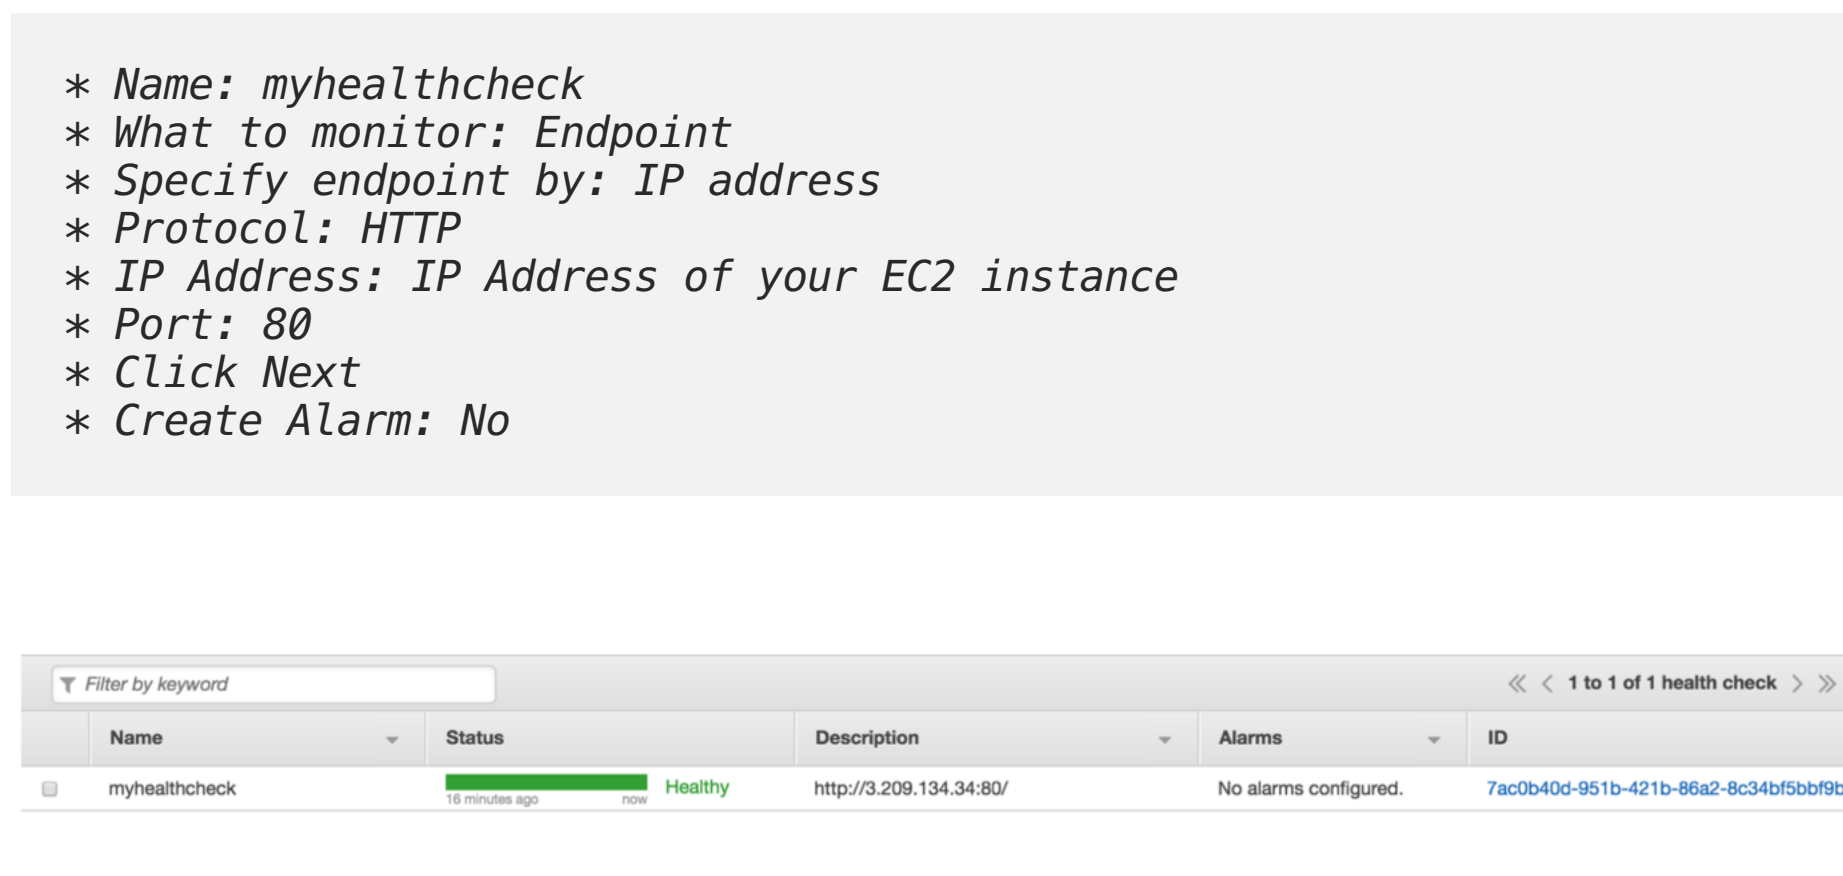 * Name: myhealthcheck
* What to monitor: Endpoint
* Specify endpoint by: IP address
* Protocol: HTTP
* IP Address: IP Address of your EC2 instance
* Port: 80
* Click Next
* Create Alarm: No
Filter by keyword « < 1 to 1 of 1 health check > »
Name Status Description Alarms ID
myhealthcheck Healthy http://3.209.134.34:80/ No alarms configured. 7ac0b40d-951b-421b-86a2-8c34bf5bbf9b
16 minutes ago now